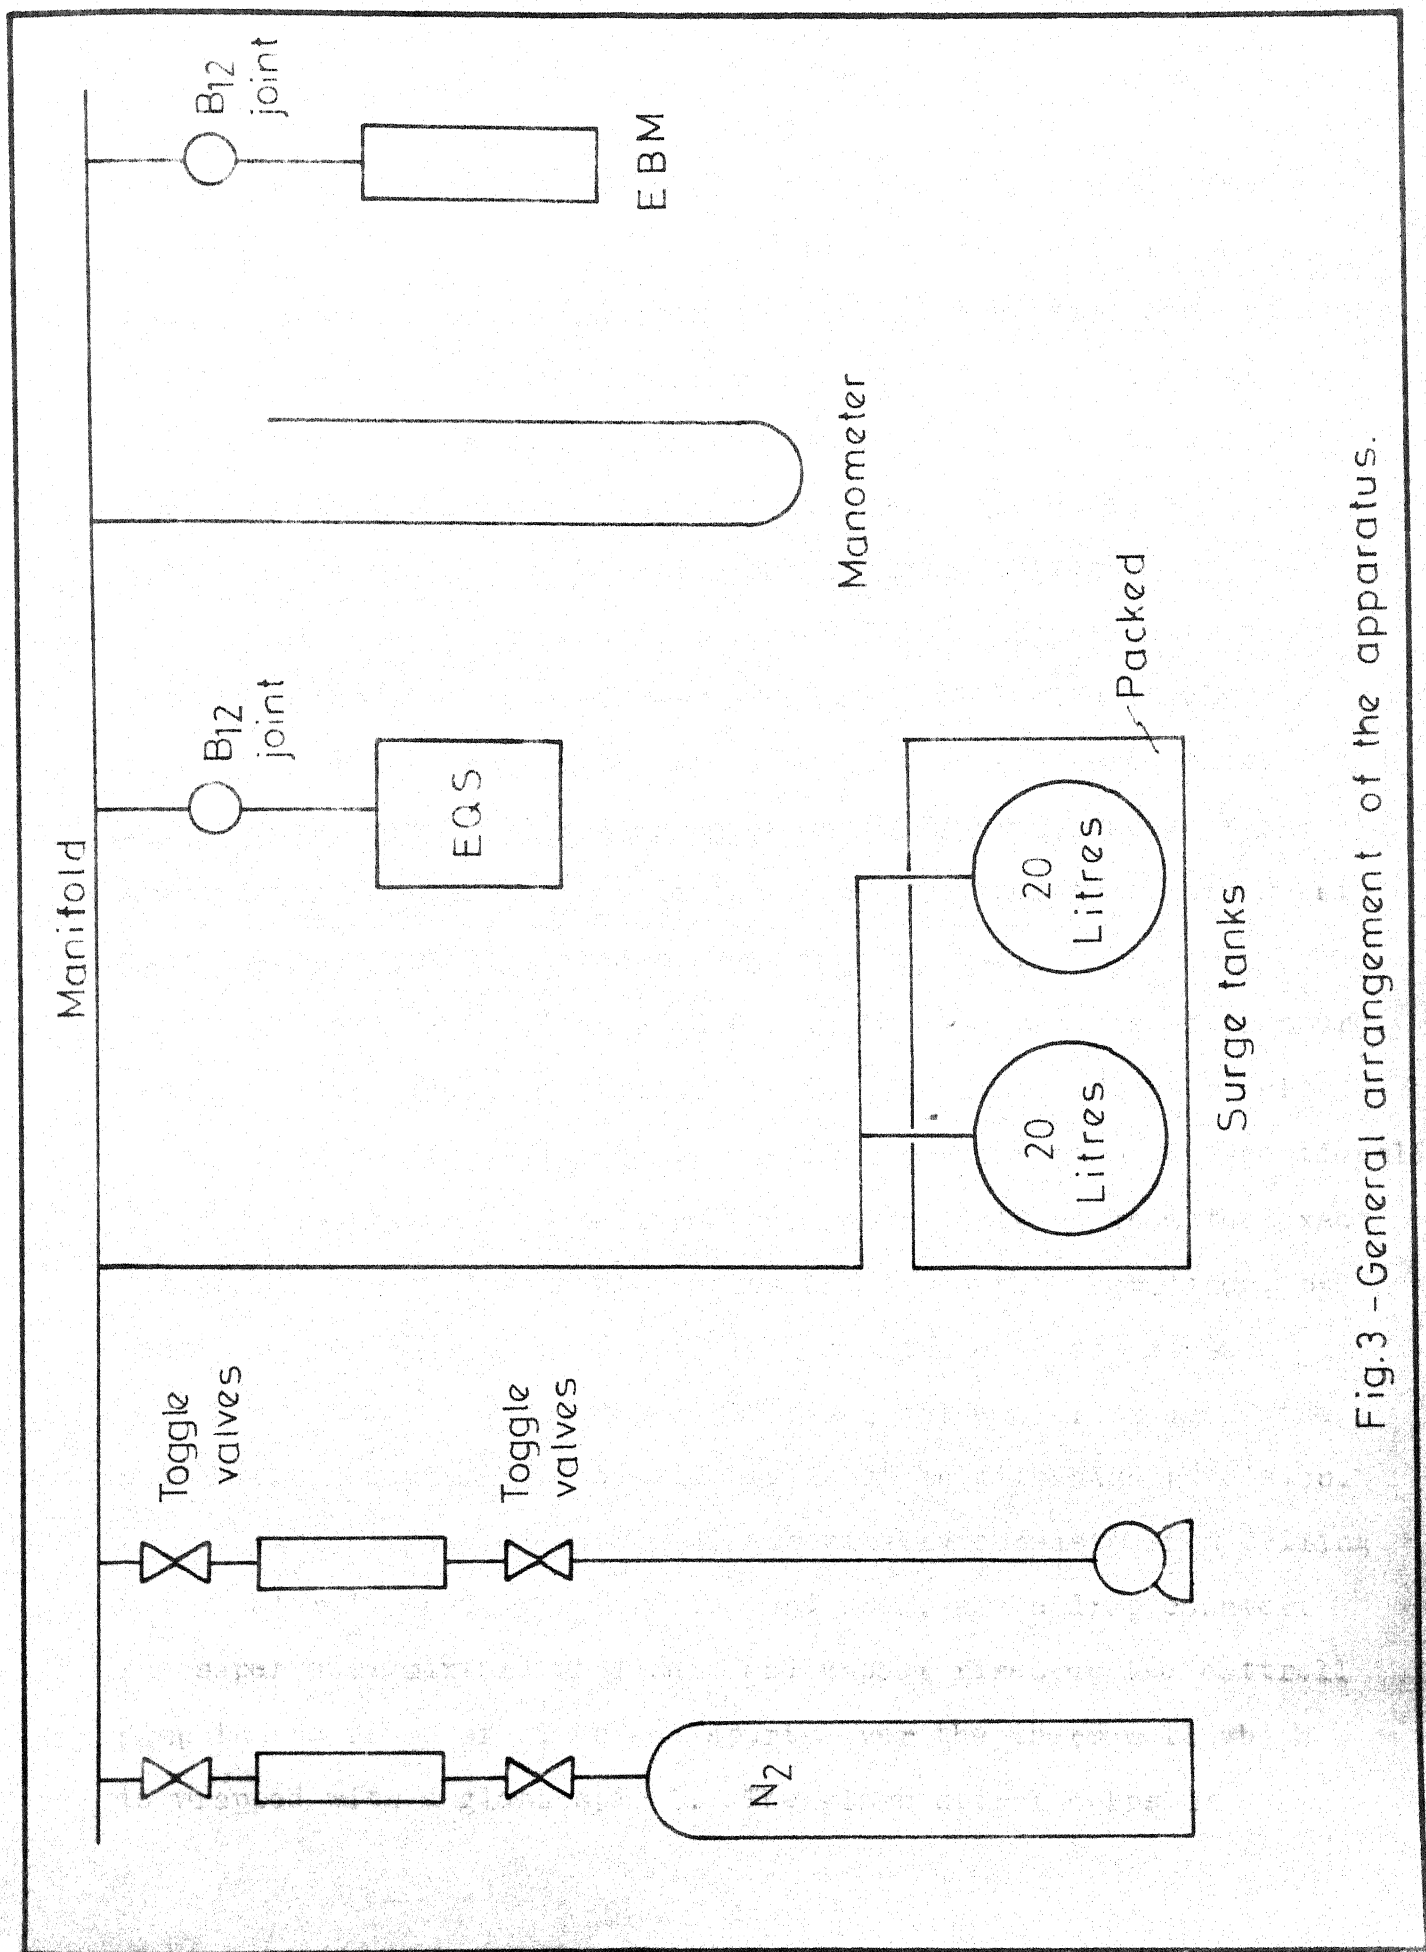 Manifold
Toggle
valves
B12
joint
B12
joint
Toggle
valves
EQS
EBM
N2
Manometer
20
Litres
20
Litres
Packed
Surge tanks
Fig.3 - General arrangement of the apparatus.